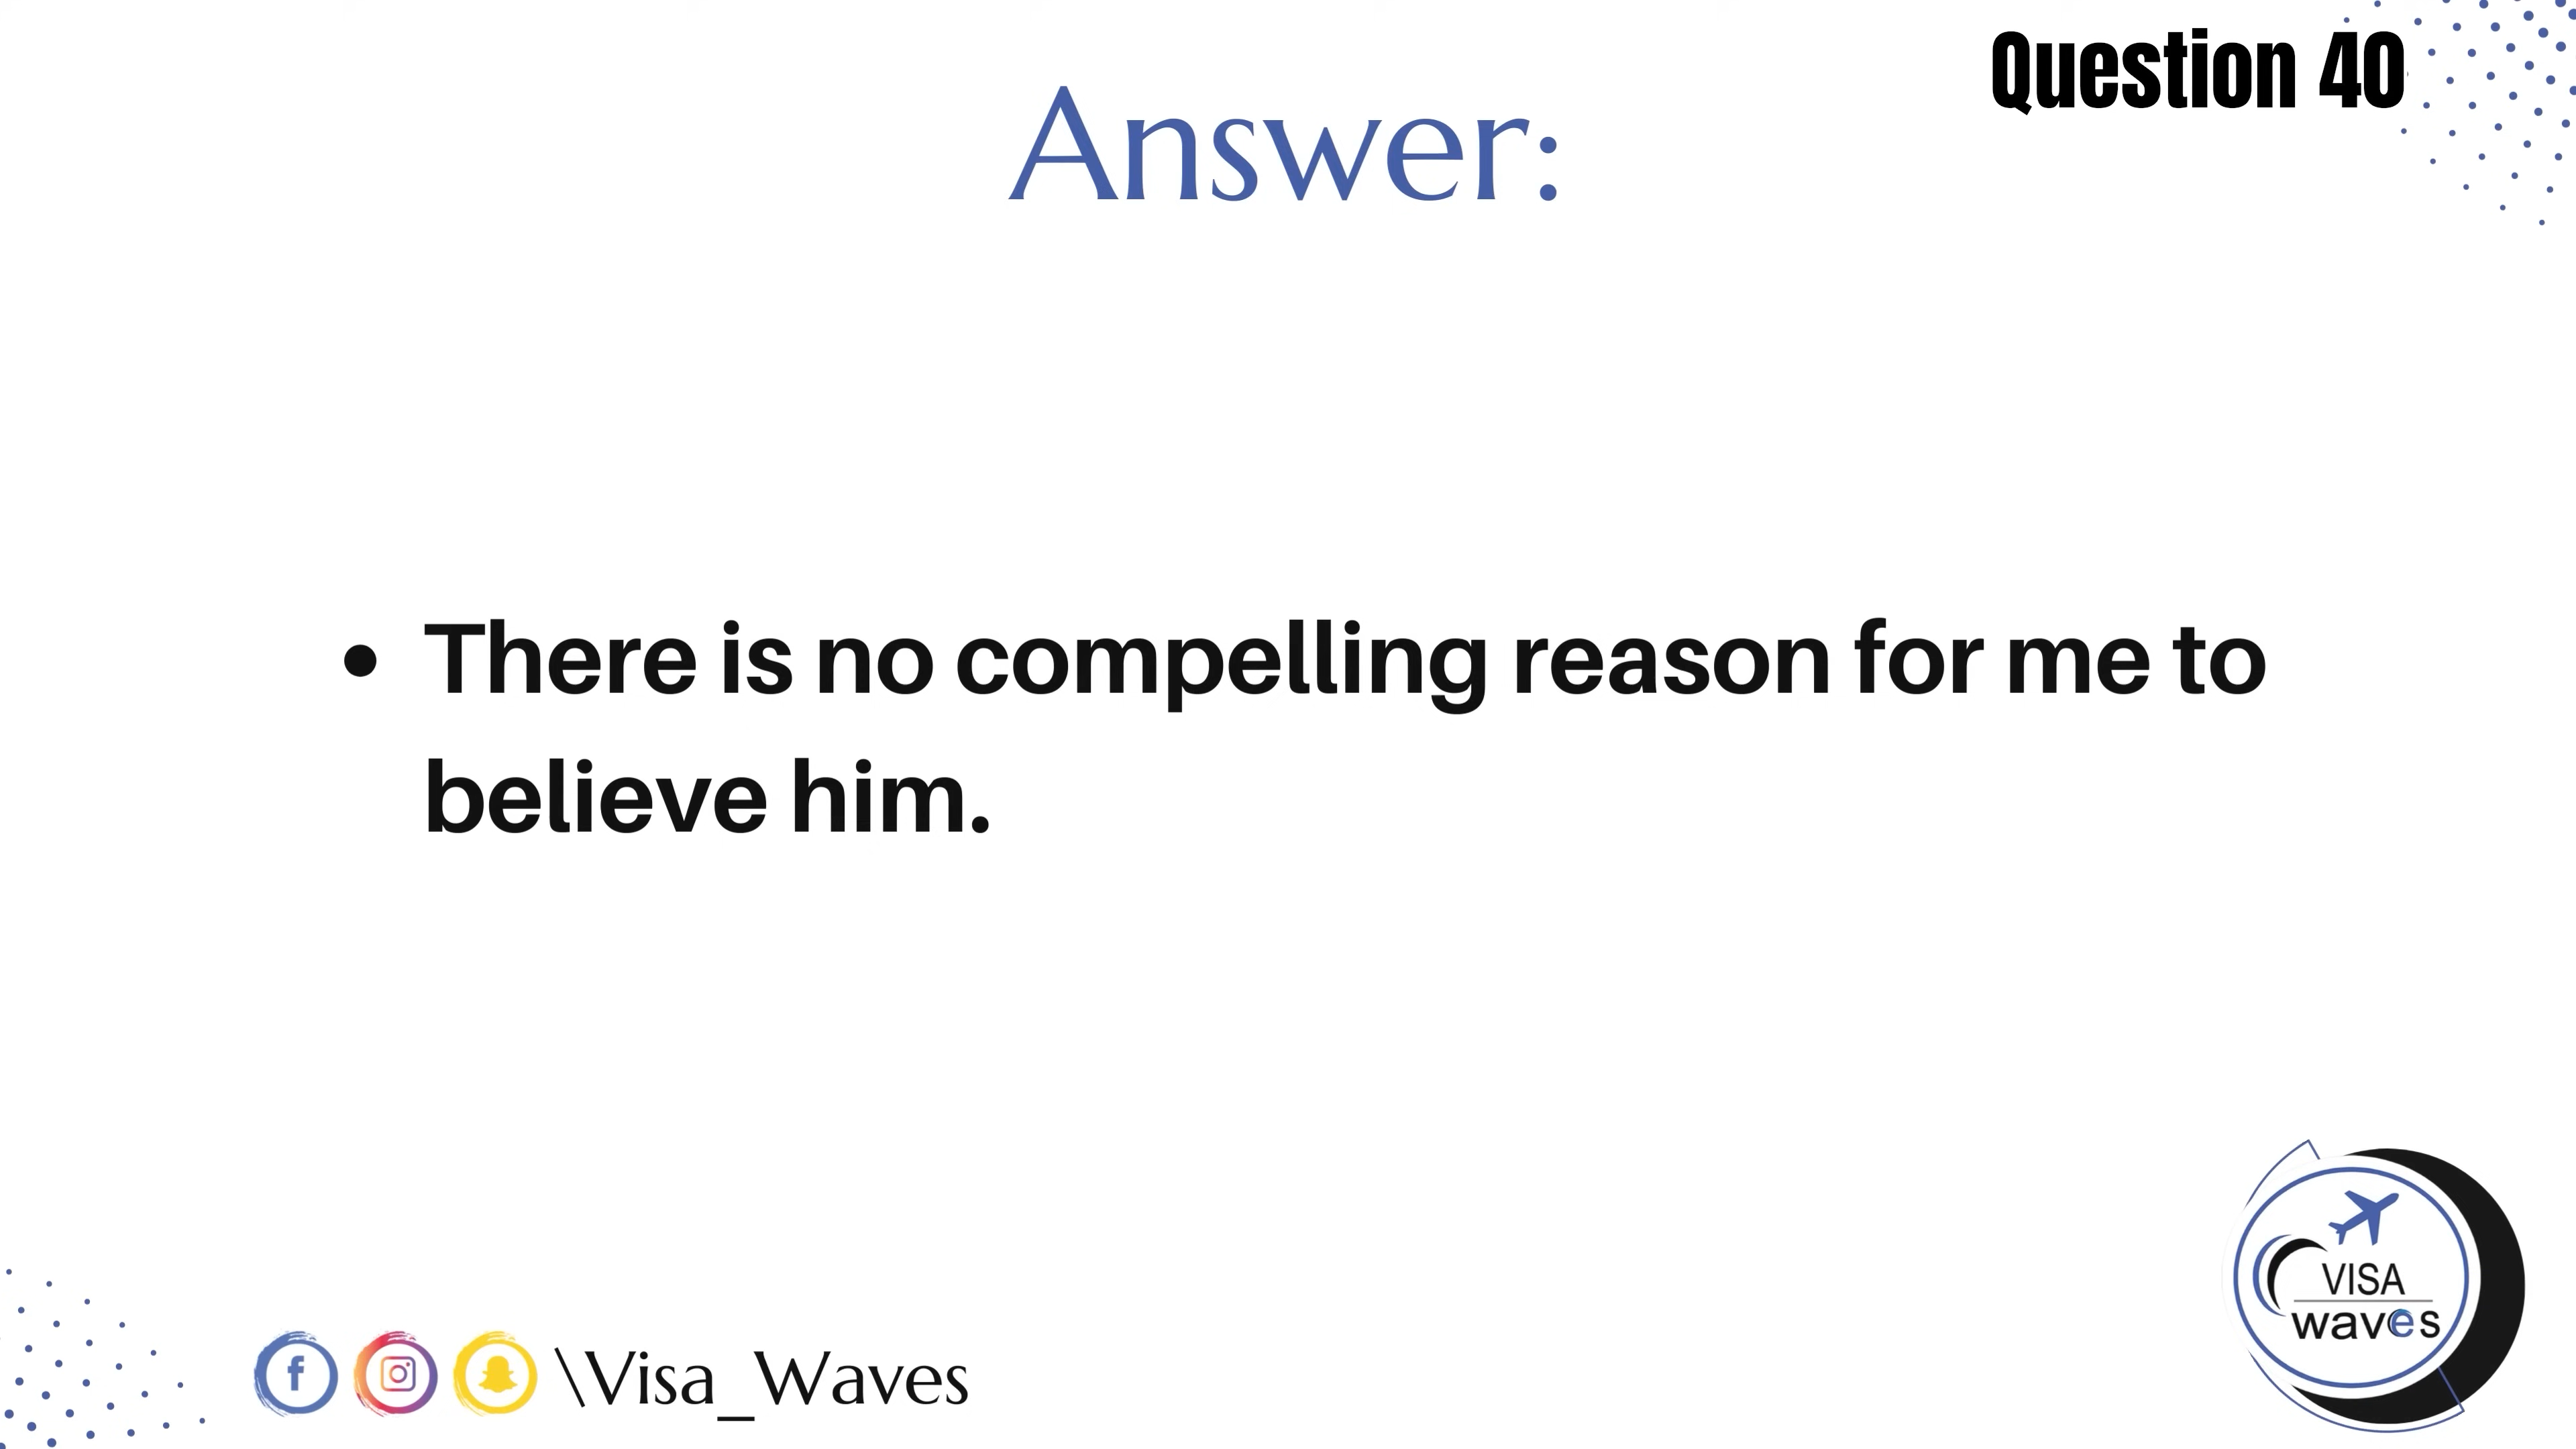 Question 40
Answer:
• There is no compelling reason for me to
believe him.
\Visa_Waves
VISA
waves